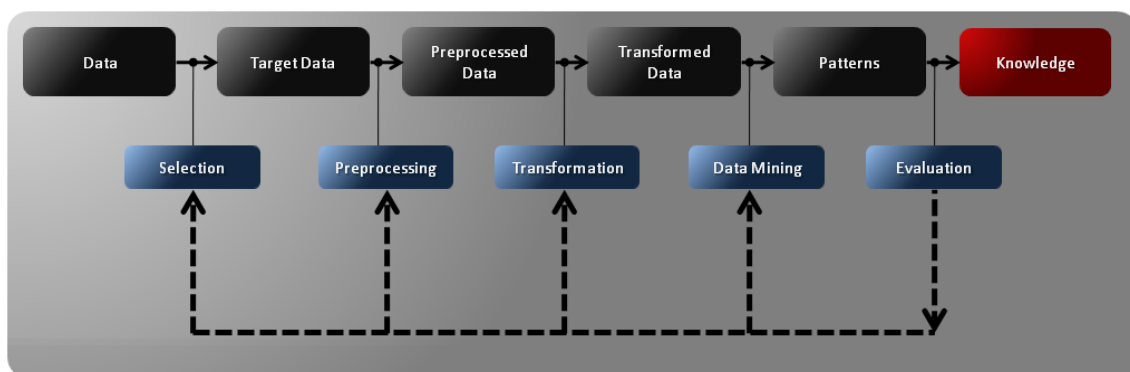 Data
Target Data
Preprocessed
Data
Transformed
Data
Patterns
Knowledge
Selection
Preprocessing
Transformation
Data Mining
Evaluation